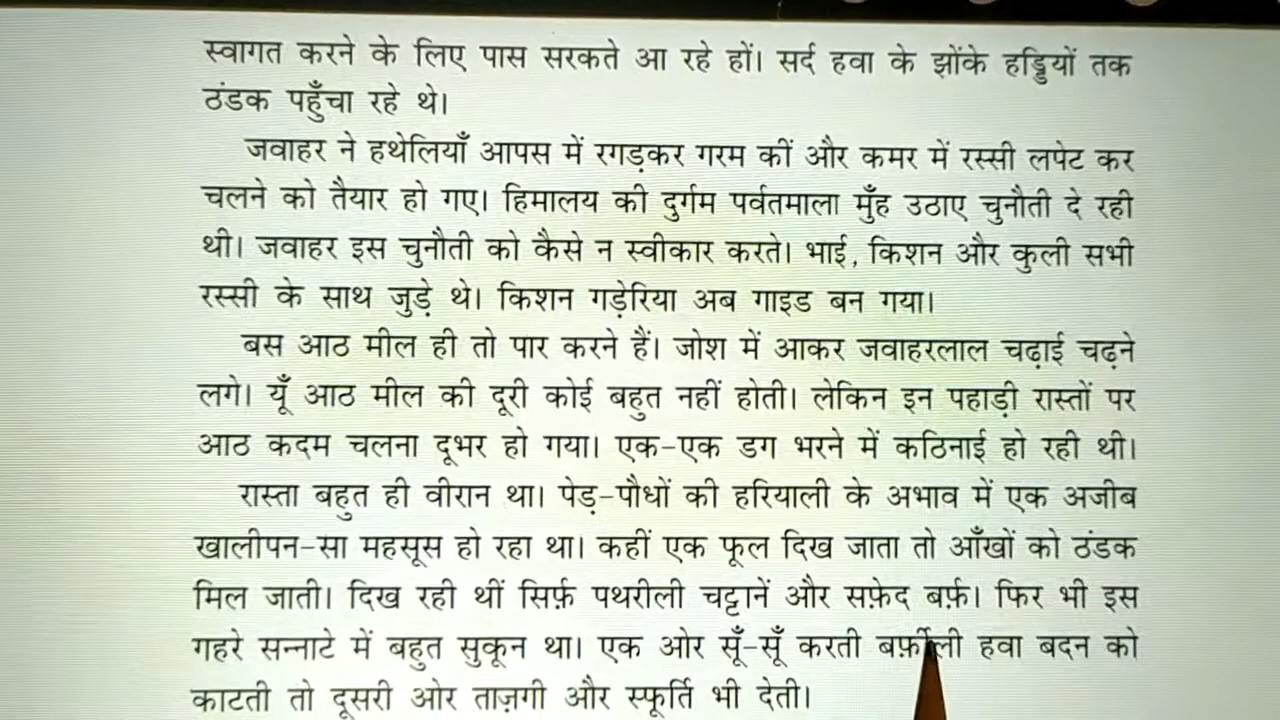 स्वागत करने के लिए पास सरकते आ रहे हों। सर्द हवा के झोंके हड्डियों तक
ठंडक पहुँचा रहे थे।
जवाहर ने हथेलियाँ आपस में रगड़कर गरम कीं और कमर में रस्सी लपेट कर
चलने को तैयार हो गए। हिमालय की दुर्गम पर्वतमाला मुँह उठाए चुनौती दे रही
थी। जवाहर इस चुनौती को कैसे न स्वीकार करते। भाई, किशन और कुली सभी
रस्सी के साथ जुड़े थे। किशन गड़ेरिया अब गाइड बन गया।
बस आठ मील ही तो पार करने हैं। जोश में आकर जवाहरलाल चढ़ाई चढ़ने
लगे। यूँ आठ मील की दूरी कोई बहुत नहीं होती। लेकिन इन पहाड़ी रास्तों पर
आठ कदम चलना दूभर हो गया। एक-एक डग भरने में कठिनाई हो रही थी।
रास्ता बहुत ही वीरान था। पेड़-पौधों की हरियाली के अभाव में एक अजीब
खालीपन-सा महसूस हो रहा था। कहीं एक फूल दिख जाता तो आँखों को ठंडक
मिल जाती। दिख रही थीं सिर्फ़ पथरीली चट्टानें और सफ़ेद बर्फ़। फिर भी इस
गहरे सन्नाटे में बहुत सुकून था। एक ओर सूँ-सूँ करती बर्फ़ीली हवा बदन को
काटती तो दूसरी ओर ताज़गी और स्फूर्ति भी देती।